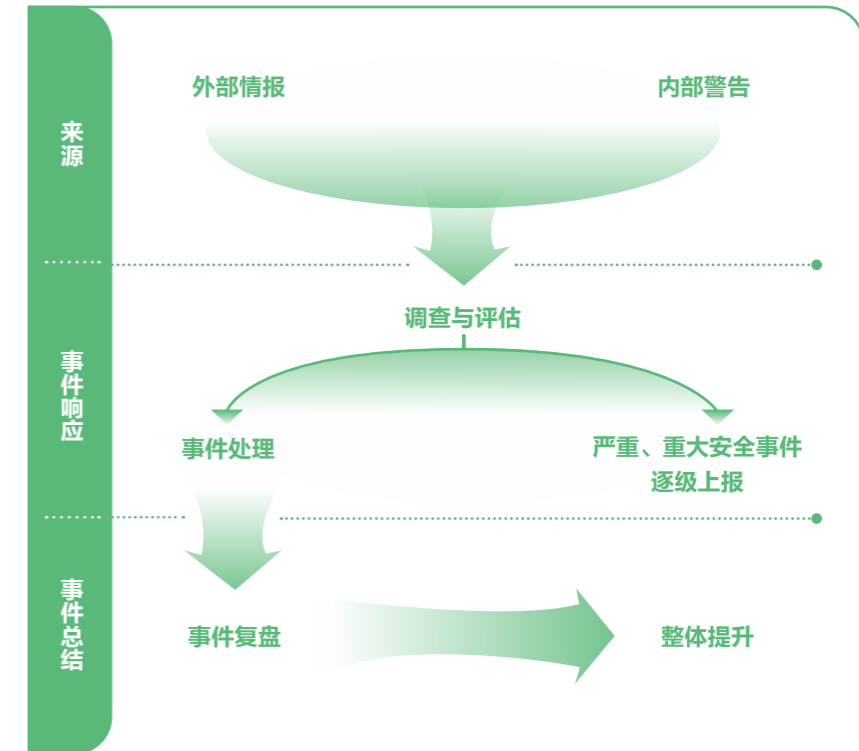 来源
外部情报
内部警告
事件响应
调查与评估
事件处理
严重、重大安全事件
逐级上报
事件总结
事件复盘
整体提升